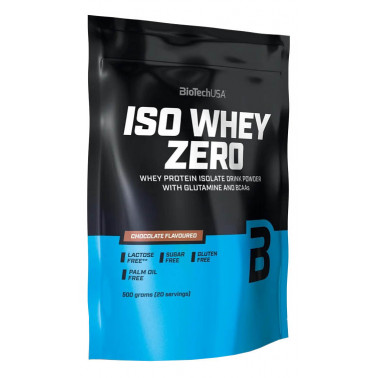 BioTechUSA
ISO WHEY
ZERO
WHEY PROTEIN ISOLATE DRINK POWDER
WITH GLUTAMINE AND BCAAs
CHOCOLATE FLAVOURED
LACTOSE FREE**
SUGAR FREE
GLUTEN FREE
PALM OIL FREE
500 grams (20 servings)
B